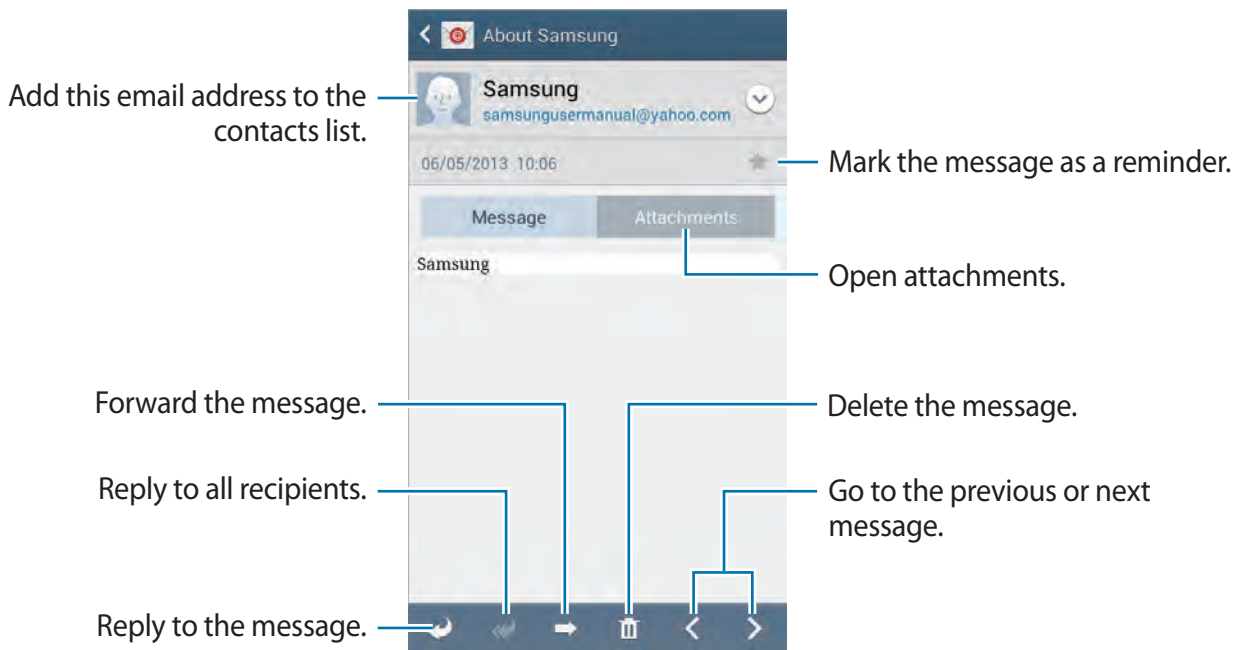 About Samsung
Samsung
samsungusermanual@yahoo.com
Add this email address to the
contacts list.
06/05/2013 10:06
Mark the message as a reminder.
Message
Attachments
Samsung
Open attachments.
Forward the message.
Delete the message.
Reply to all recipients.
Go to the previous or next
message.
Reply to the message.